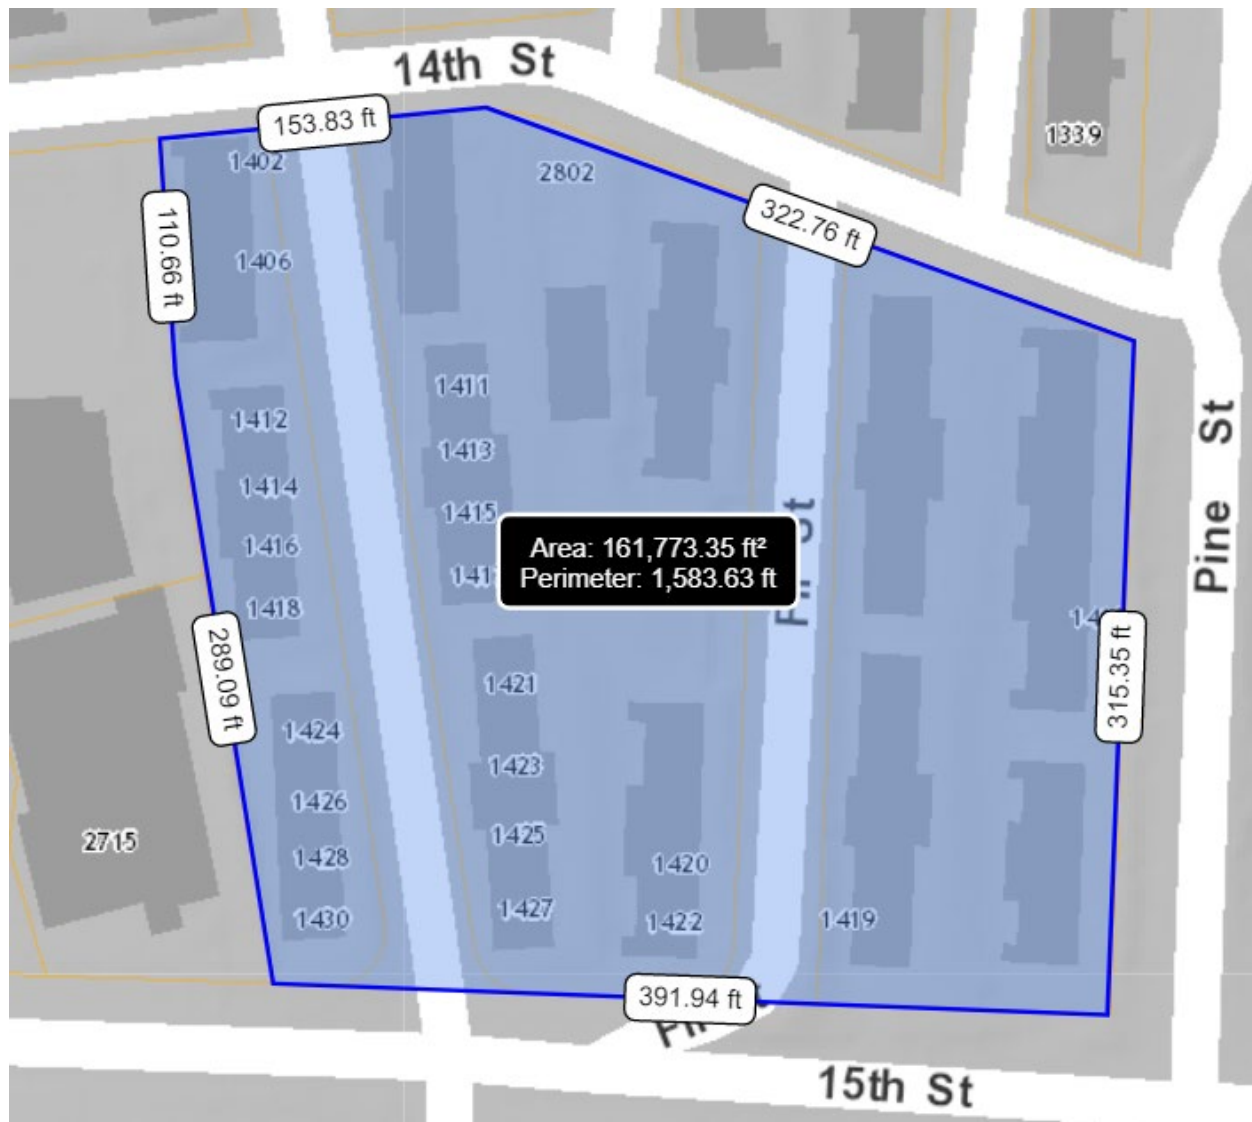 14th St
153.83 ft
1339
1402
2802
110.66 ft
322.76 ft
1406
1411
1412
Pine St
1413
1414
1415
Area: 161,773.35 ft²
Perimeter: 1,583.63 ft
St
1416
1418
289.09 ft
315.35 ft
1421
1424
1423
1426
1425
2715
1428
1420
1427
1430
1422
1419
391.94 ft
15th St